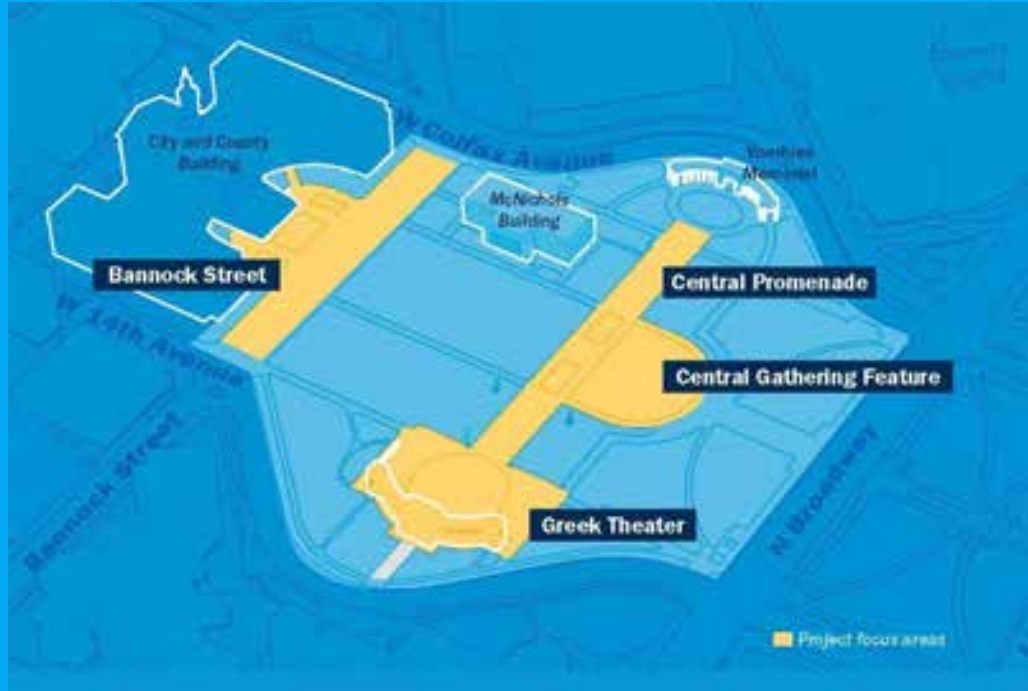 City and County
Building
W Colfax Avenue
McNichols
Building
Voorhies
Memorial
Bannock Street
Central Promenade
W 14th Avenue
Central Gathering Feature
Bannock Street
N Broadway
Greek Theater
Project focus areas